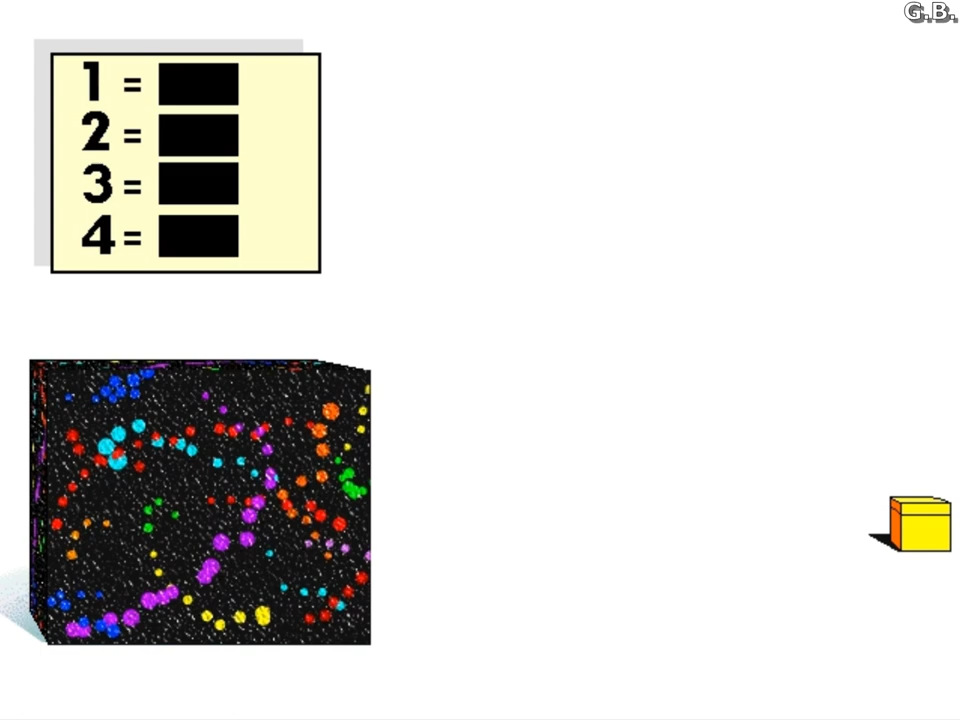 G.B.
1 =
2 =
3 =
4 =